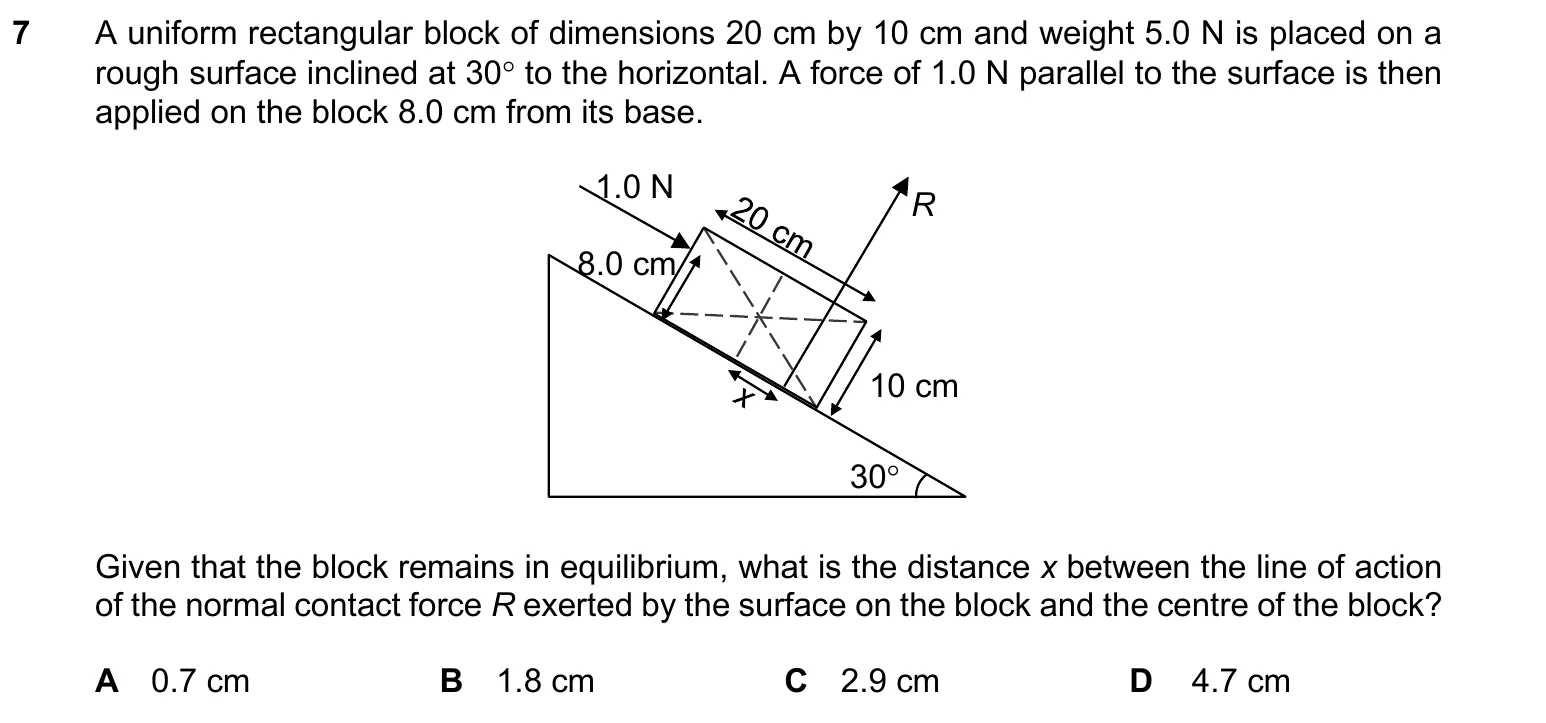 7 A uniform rectangular block of dimensions 20 cm by 10 cm and weight 5.0 N is placed on a
rough surface inclined at 30° to the horizontal. A force of 1.0 N parallel to the surface is then
applied on the block 8.0 cm from its base.
1.0 N
20 cm
R
8.0 cm
10 cm
x
30°
Given that the block remains in equilibrium, what is the distance x between the line of action
of the normal contact force R exerted by the surface on the block and the centre of the block?
A 0.7 cm B 1.8 cm C 2.9 cm D 4.7 cm